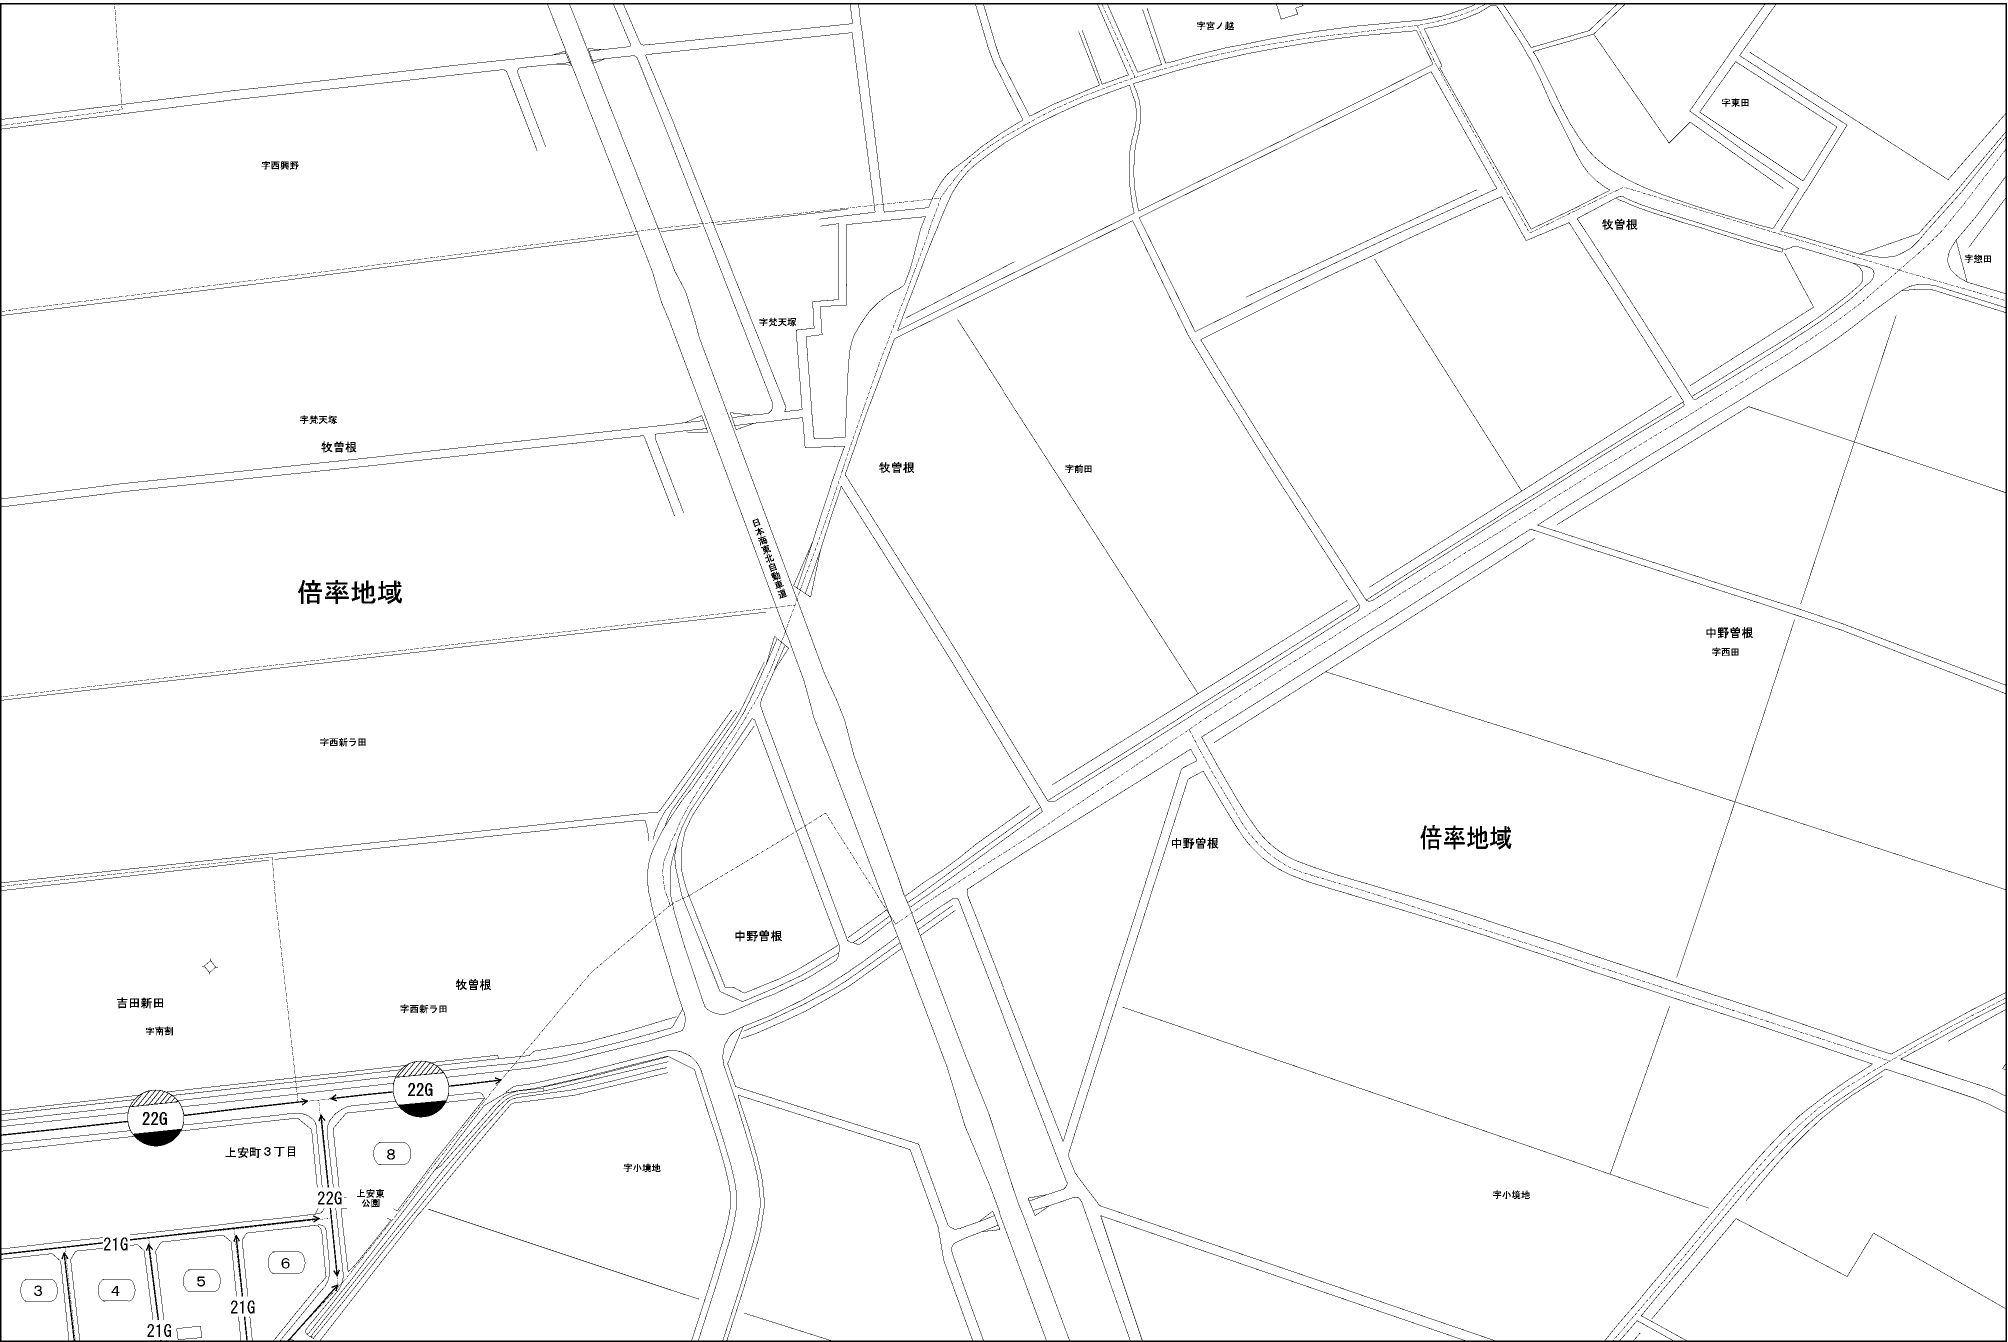 字宮ノ越
字東田
字西興野
牧曽根
字惣田
字梵天塚
字梵天塚
牧曽根
牧曽根
字前田
日本海東北自動車道
倍率地域
中野曽根
字西田
字西新ラ田
倍率地域
中野曽根
中野曽根
牧曽根
字西新ラ田
吉田新田
字南割
22G
22G
上安町3丁目
8
字小境地
22G
上安東
公園
字小境地
21G
6
5
3
4
21G
21G